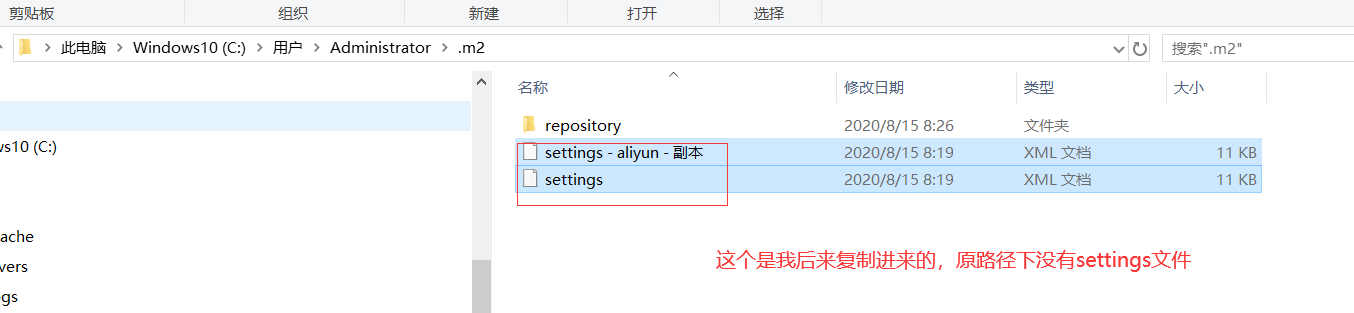 剪贴板 组织 新建 打开 选择
此电脑 Windows10 (C:) 用户 Administrator .m2 搜索".m2"
名称 修改日期 类型 大小
repository 2020/8/15 8:26 文件夹
ws10 (C:) settings - aliyun - 副本 2020/8/15 8:19 XML 文档 11 KB
settings 2020/8/15 8:19 XML 文档 11 KB
ache
vers
这个是我后来复制进来的，原路径下没有settings文件
gs